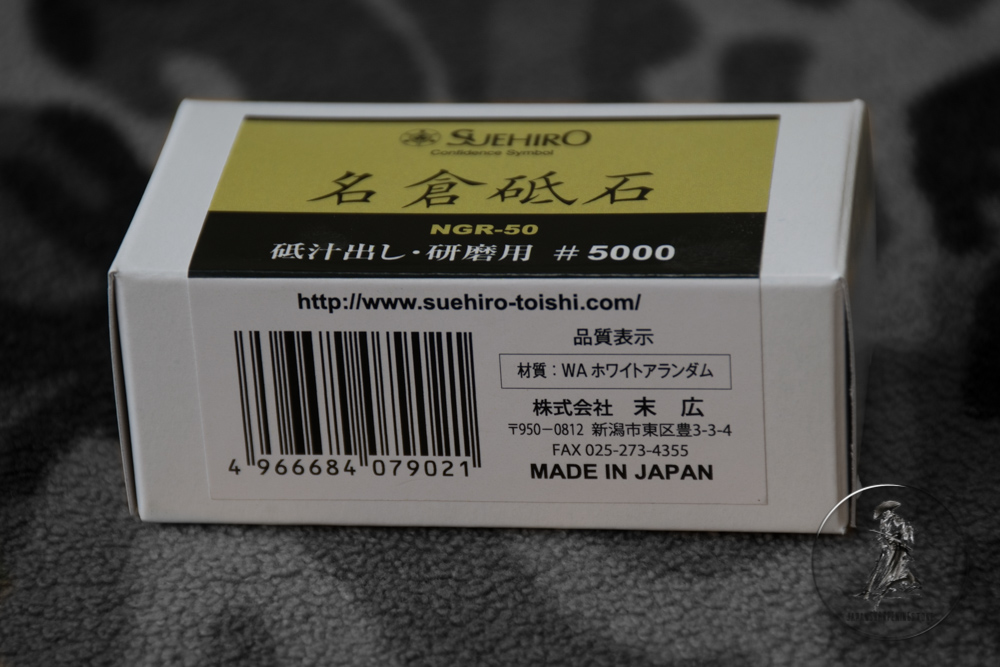 SUEHIRO
Confidence Symbol
名倉砥石
NGR-50
砥汁出し・研磨用 #5000
http://www.suehiro-toishi.com/
品質表示
材質：WA ホワイトアランダム
株式会社 末広
〒950-0812 新潟市東区豊3-3-4
FAX 025-273-4355
MADE IN JAPAN
4 966684 079021